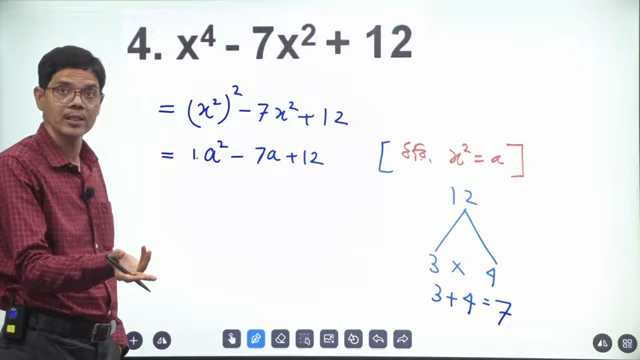 4. x⁴ - 7x² + 12
= (x²)² - 7x² + 12
= 1.a² - 7a + 12 [ ধরি, x² = a ]
12
3 × 4
3 + 4 = 7